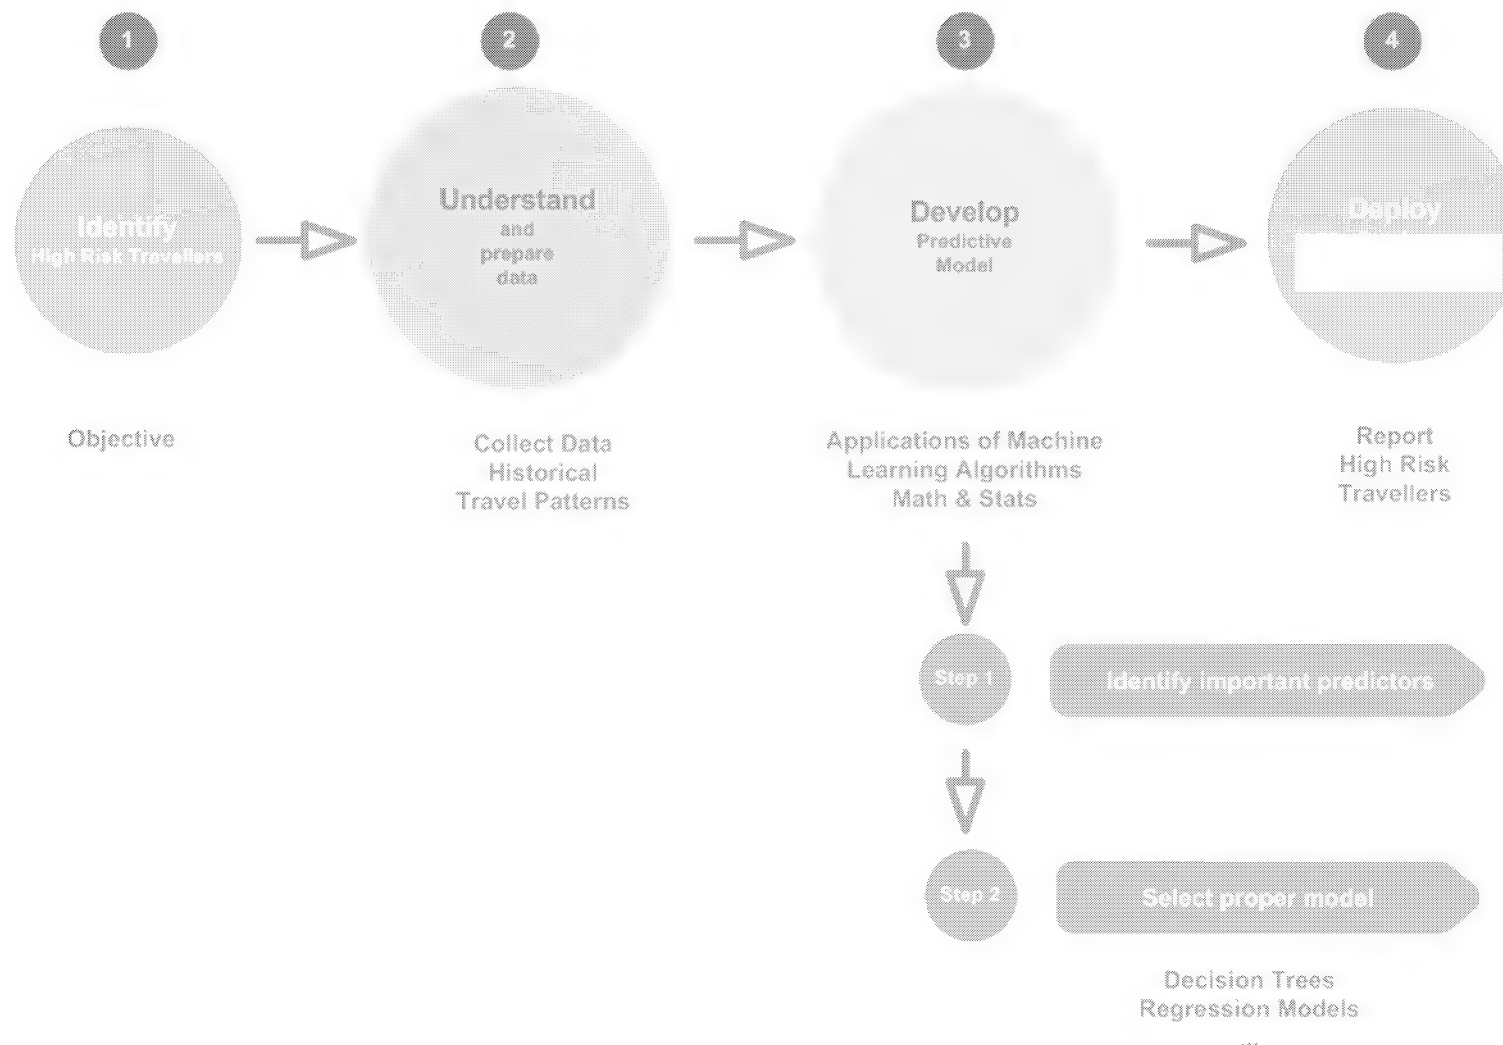 1
2
3
4
Identify
High Risk Travellers
Understand
and
prepare
data
Develop
Predictive
Model
Deploy
Objective
Collect Data
Historical
Travel Patterns
Applications of Machine
Learning Algorithms
Math & Stats
Report
High Risk
Travellers
Step 1
Identify important predictors
Step 2
Select proper model
Decision Trees
Regression Models